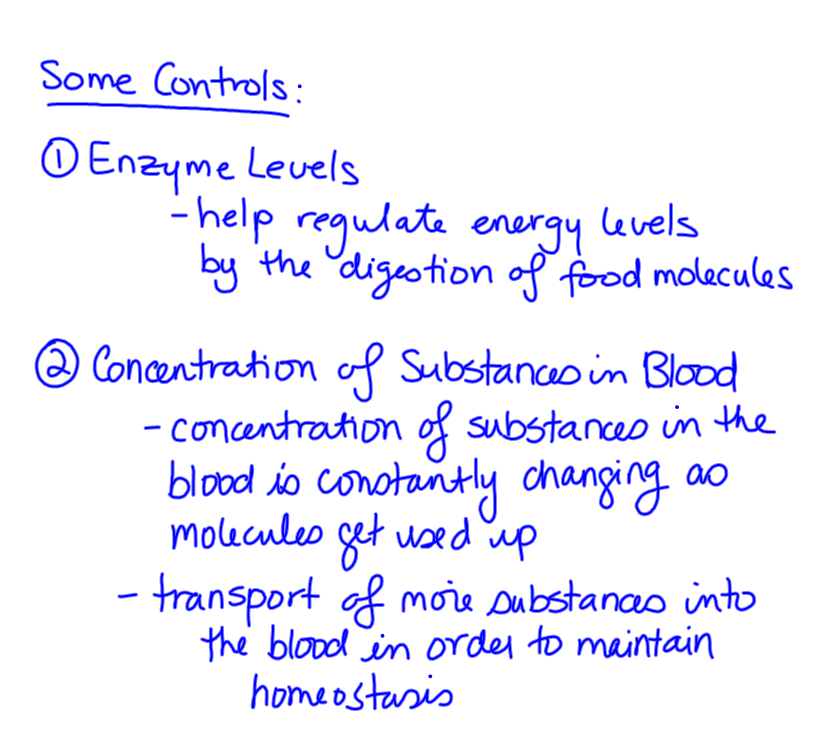 Some Controls:
① Enzyme Levels
- help regulate energy levels
by the digestion of food molecules
② Concentration of Substances in Blood
- concentration of substances in the
blood is constantly changing as
molecules get used up
- transport of more substances into
the blood in order to maintain
homeostasis